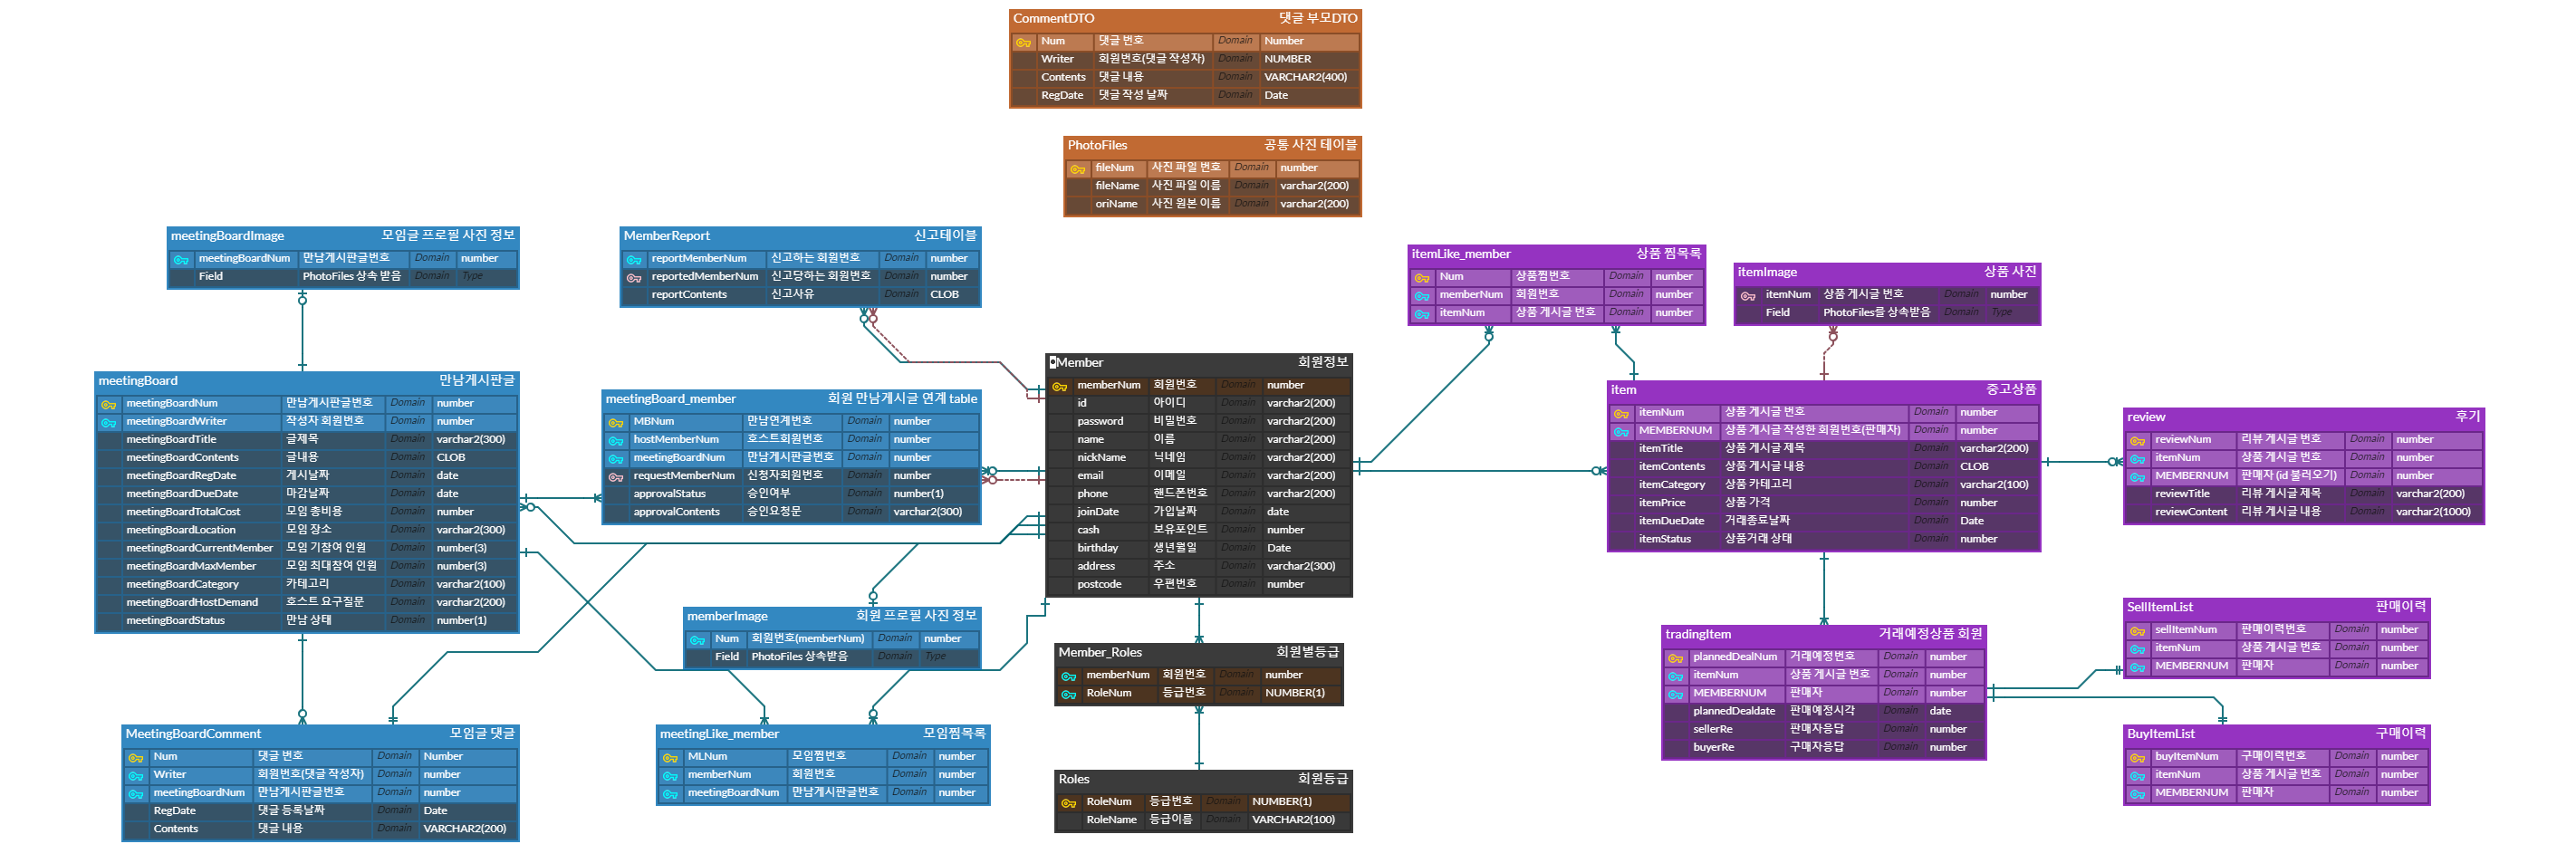 CommentDTO 댓글 부모DTO
Num 댓글 번호 Domain Number
Writer 회원번호(댓글 작성자) Domain NUMBER
Contents 댓글 내용 Domain VARCHAR2(400)
RegDate 댓글 작성 날짜 Domain Date
PhotoFiles 공통 사진 테이블
fileNum 사진 파일 번호 Domain number
fileName 사진 파일 이름 Domain varchar2(200)
oriName 사진 원본 이름 Domain varchar2(200)
meetingBoardImage 모임글 프로필 사진 정보
meetingBoardNum 만남게시판글번호 Domain number
Field PhotoFiles 상속 받음 Domain Type
MemberReport 신고테이블
reportMemberNum 신고하는 회원번호 Domain number
reportedMemberNum 신고당하는 회원번호 Domain number
reportContents 신고사유 Domain CLOB
itemLike_member 상품 찜목록
Num 상품찜번호 Domain number
memberNum 회원번호 Domain number
itemNum 상품 게시글 번호 Domain number
itemImage 상품 사진
itemNum 상품 게시글 번호 Domain number
Field PhotoFiles를 상속받음 Domain Type
meetingBoard 만남게시판글
meetingBoardNum 만남게시판글번호 Domain number
meetingBoardWriter 작성자 회원번호 Domain number
meetingBoardTitle 글제목 Domain varchar2(300)
meetingBoardContents 글내용 Domain CLOB
meetingBoardRegDate 게시날짜 Domain date
meetingBoardDueDate 마감날짜 Domain date
meetingBoardTotalCost 모임 총비용 Domain number
meetingBoardLocation 모임 장소 Domain varchar2(300)
meetingBoardCurrentMember 모임 기참여 인원 Domain number(3)
meetingBoardMaxMember 모임 최대참여 인원 Domain number(3)
meetingBoardCategory 카테고리 Domain varchar2(100)
meetingBoardHostDemand 호스트 요구질문 Domain varchar2(200)
meetingBoardStatus 만남 상태 Domain number(1)
meetingBoard_member 회원 만남게시글 연계 table
MBNum 만남연계번호 Domain number
hostMemberNum 호스트회원번호 Domain number
meetingBoardNum 만남게시판글번호 Domain number
requestMemberNum 신청자회원번호 Domain number
approvalStatus 승인여부 Domain number(1)
approvalContents 승인요청문 Domain varchar2(300)
Member 회원정보
memberNum 회원번호 Domain number
id 아이디 Domain varchar2(200)
password 비밀번호 Domain varchar2(200)
name 이름 Domain varchar2(200)
nickName 닉네임 Domain varchar2(200)
email 이메일 Domain varchar2(200)
phone 핸드폰번호 Domain varchar2(200)
joinDate 가입날짜 Domain date
cash 보유포인트 Domain number
birthday 생년월일 Domain Date
address 주소 Domain varchar2(300)
postcode 우편번호 Domain number
item 중고상품
itemNum 상품 게시글 번호 Domain number
MEMBERNUM 상품 게시글 작성한 회원번호(판매자) Domain number
itemTitle 상품 게시글 제목 Domain varchar2(200)
itemContents 상품 게시글 내용 Domain CLOB
itemCategory 상품 카테고리 Domain varchar2(100)
itemPrice 상품 가격 Domain number
itemDueDate 거래종료날짜 Domain Date
itemStatus 상품거래 상태 Domain number
review 후기
reviewNum 리뷰 게시글 번호 Domain number
itemNum 상품 게시글 번호 Domain number
MEMBERNUM 판매자 (id 불러오기) Domain number
reviewTitle 리뷰 게시글 제목 Domain varchar2(200)
reviewContent 리뷰 게시글 내용 Domain varchar2(1000)
memberImage 회원 프로필 사진 정보
Num 회원번호(memberNum) Domain number
Field PhotoFiles 상속받음 Domain Type
Member_Roles 회원별등급
memberNum 회원번호 Domain number
RoleNum 등급번호 Domain NUMBER(1)
tradingItem 거래예정상품 회원
plannedDealNum 거래예정번호 Domain number
itemNum 상품 게시글 번호 Domain number
MEMBERNUM 판매자 Domain number
plannedDealdate 판매예정시각 Domain date
sellerRe 판매자응답 Domain number
buyerRe 구매자응답 Domain number
SellItemList 판매이력
sellItemNum 판매이력번호 Domain number
itemNum 상품 게시글 번호 Domain number
MEMBERNUM 판매자 Domain number
MeetingBoardComment 모임글 댓글
Num 댓글 번호 Domain Number
Writer 회원번호(댓글 작성자) Domain number
meetingBoardNum 만남게시판글번호 Domain number
RegDate 댓글 등록날짜 Domain Date
Contents 댓글 내용 Domain VARCHAR2(200)
meetingLike_member 모임찜목록
MLNum 모임찜번호 Domain number
memberNum 회원번호 Domain number
meetingBoardNum 만남게시판글번호 Domain number
Roles 회원등급
RoleNum 등급번호 Domain NUMBER(1)
RoleName 등급이름 Domain VARCHAR2(100)
BuyItemList 구매이력
buyItemNum 구매이력번호 Domain number
itemNum 상품 게시글 번호 Domain number
MEMBERNUM 판매자 Domain number